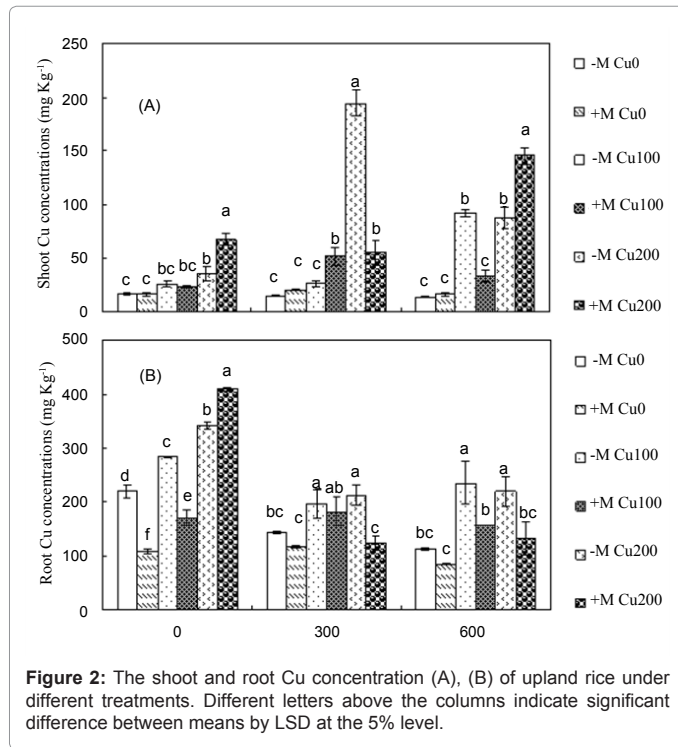 250
200
150
100
50
0
Shoot Cu concentrations (mg Kg⁻¹)
(A)
c c bc bc b a
c c c b a b
c c b c b a
-M Cu0
+M Cu0
-M Cu100
+M Cu100
-M Cu200
+M Cu200
500
400
300
200
100
0
Root Cu concentrations (mg Kg⁻¹)
(B)
d f c e b a
bc c a ab a c
bc c a b a bc
0 300 600
-M Cu0
+M Cu0
-M Cu100
+M Cu100
-M Cu200
+M Cu200
Figure 2: The shoot and root Cu concentration (A), (B) of upland rice under
different treatments. Different letters above the columns indicate significant
difference between means by LSD at the 5% level.